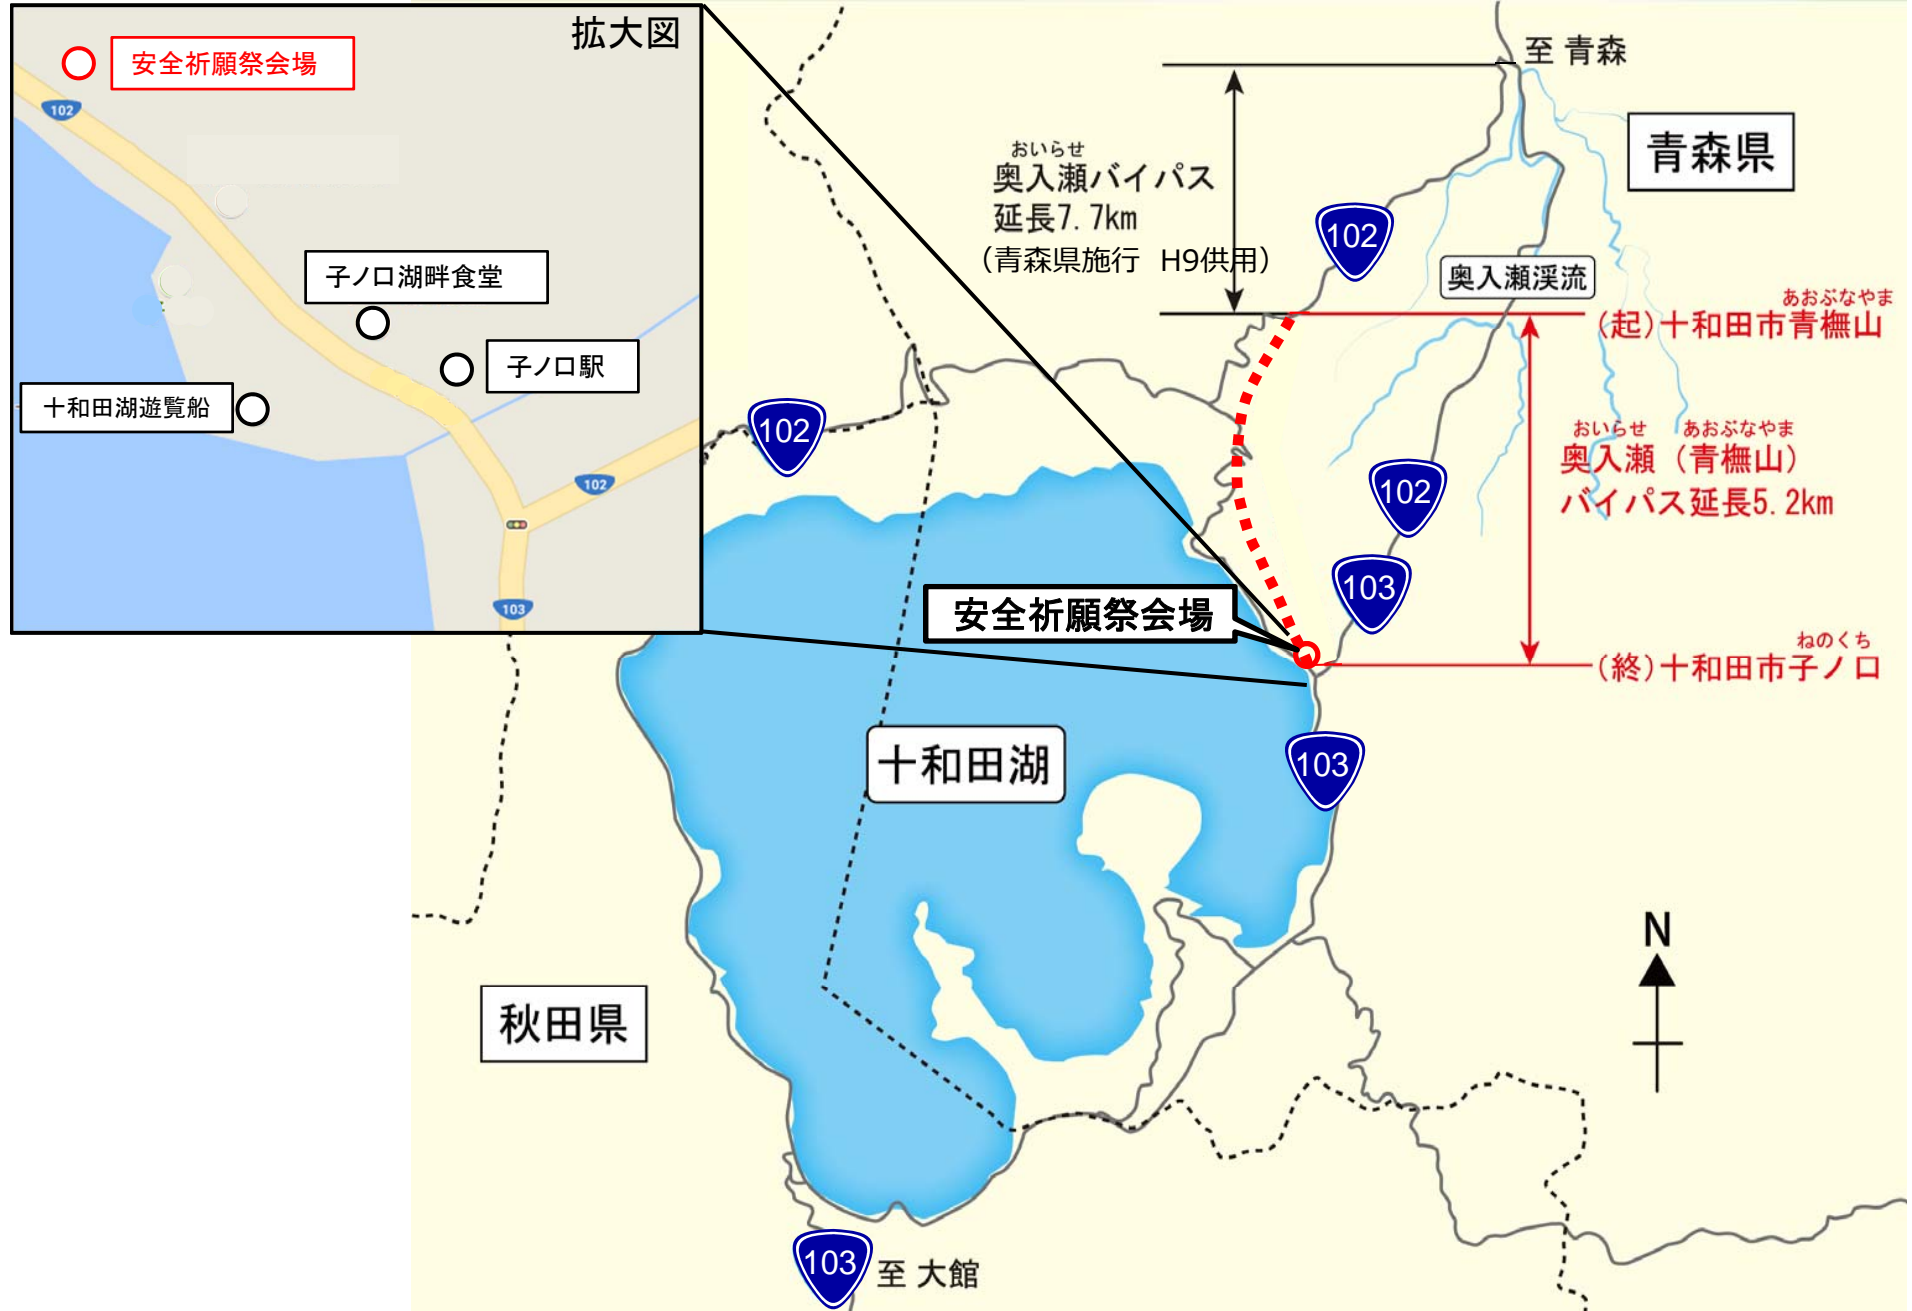 拡大図
安全祈願祭会場
102
子ノ口湖畔食堂
子ノ口駅
十和田湖遊覧船
102
103
至 青森
青森県
おいらせ
奥入瀬バイパス
延長7.7km
（青森県施行 H9供用）
102
奥入瀬渓流
あおぶなやま
(起)十和田市青橅山
102
おいらせ あおぶなやま
奥入瀬（青橅山）
バイパス延長5.2km
102
103
安全祈願祭会場
ねのくち
(終)十和田市子ノ口
十和田湖
103
N
秋田県
103
至 大館